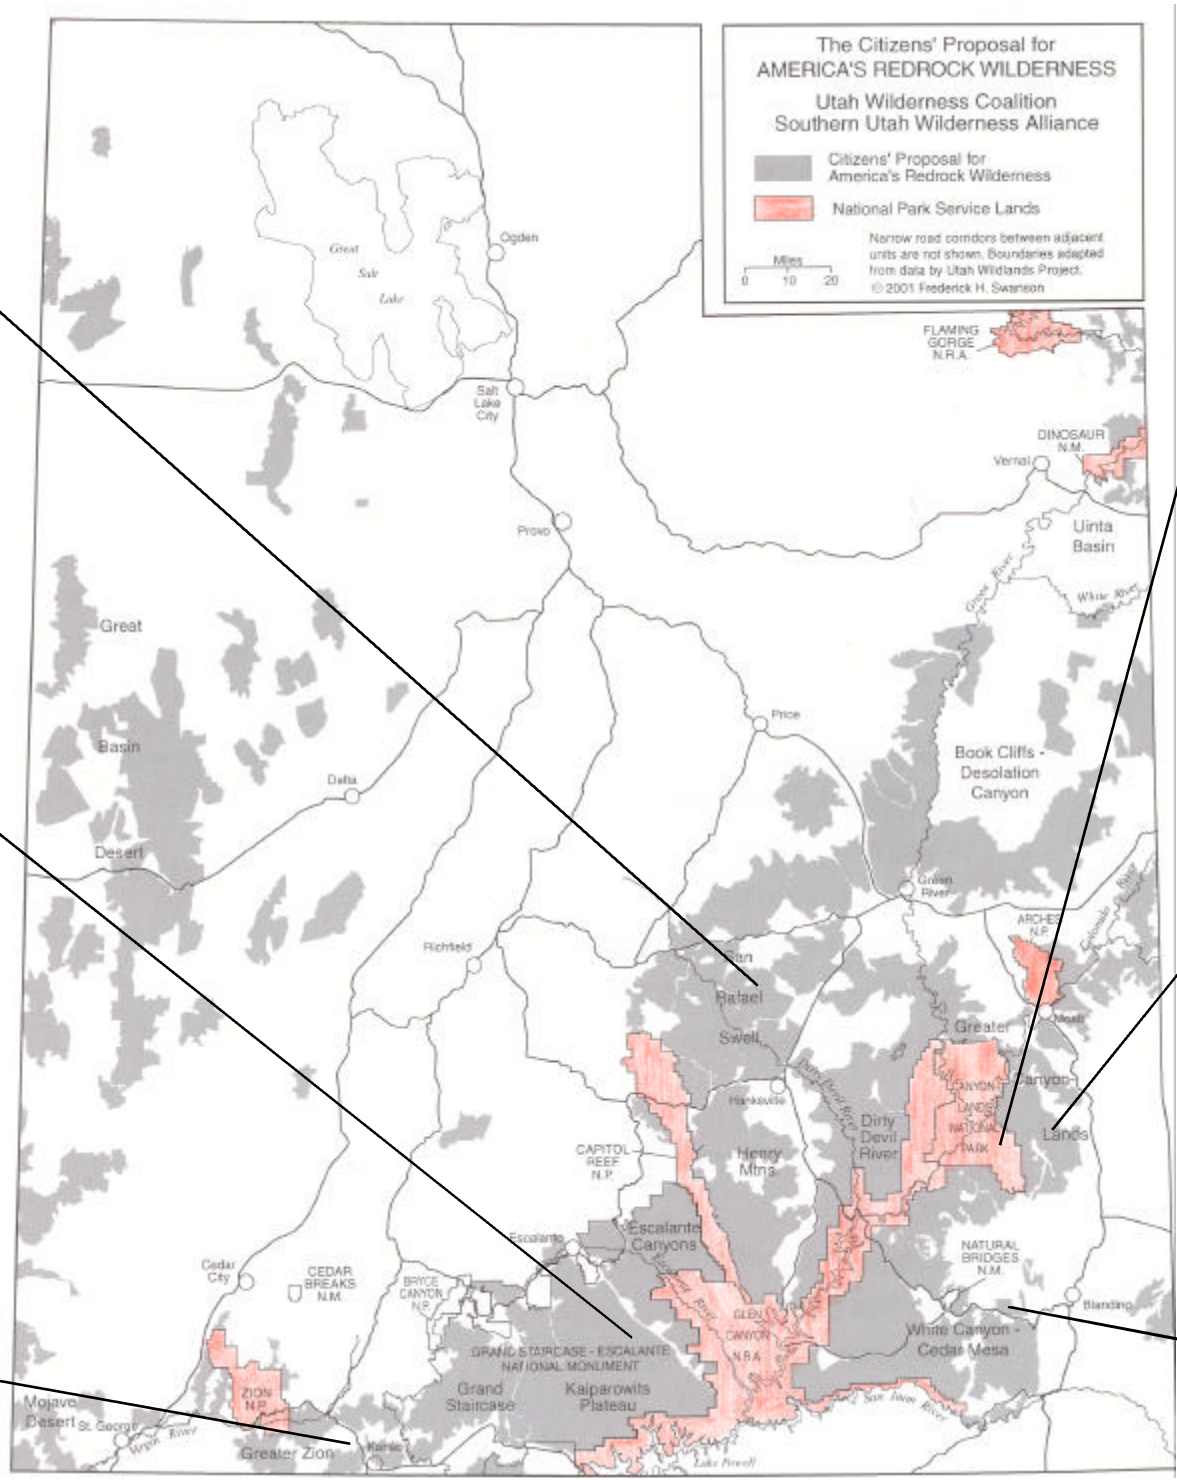 The Citizens' Proposal for
AMERICA'S REDROCK WILDERNESS
Utah Wilderness Coalition
Southern Utah Wilderness Alliance
Citizens' Proposal for
America's Redrock Wilderness
National Park Service Lands
Narrow road corridors between adjacent
units are not shown. Boundaries adapted
from data by Utah Wildlands Project.
© 2001 Frederick H. Swanson
Miles
0 10 20
Ogden
Great
Salt
Lake
FLAMING
GORGE
N.R.A.
Salt
Lake
City
DINOSAUR
N.M.
Vernal
Provo
Uinta
Basin
Green River
White River
Great
Basin
Desert
Price
Delta
Book Cliffs -
Desolation
Canyon
Green
River
Colorado River
ARCHES
N.P.
Richfield
San
Rafael
Swell
Moab
Greater
Canyon-
Lands
CANYON
LANDS
NATIONAL
PARK
Hanksville
Dirty Devil River
Dirty
Devil
River
CAPITOL
REEF
N.P.
Henry
Mtns
Escalante
Escalante
Canyons
NATURAL
BRIDGES
N.M.
Cedar
City
CEDAR
BREAKS
N.M.
BRYCE
CANYON
N.P.
River
GLEN
CANYON
N.R.A.
Blanding
White Canyon -
Cedar Mesa
GRAND STAIRCASE - ESCALANTE
NATIONAL MONUMENT
Grand
Staircase
Kaiparowits
Plateau
ZION
N.P.
Mojave
Desert
St. George
Virgin River
Greater Zion
Kanab
San Juan River
Lake Powell